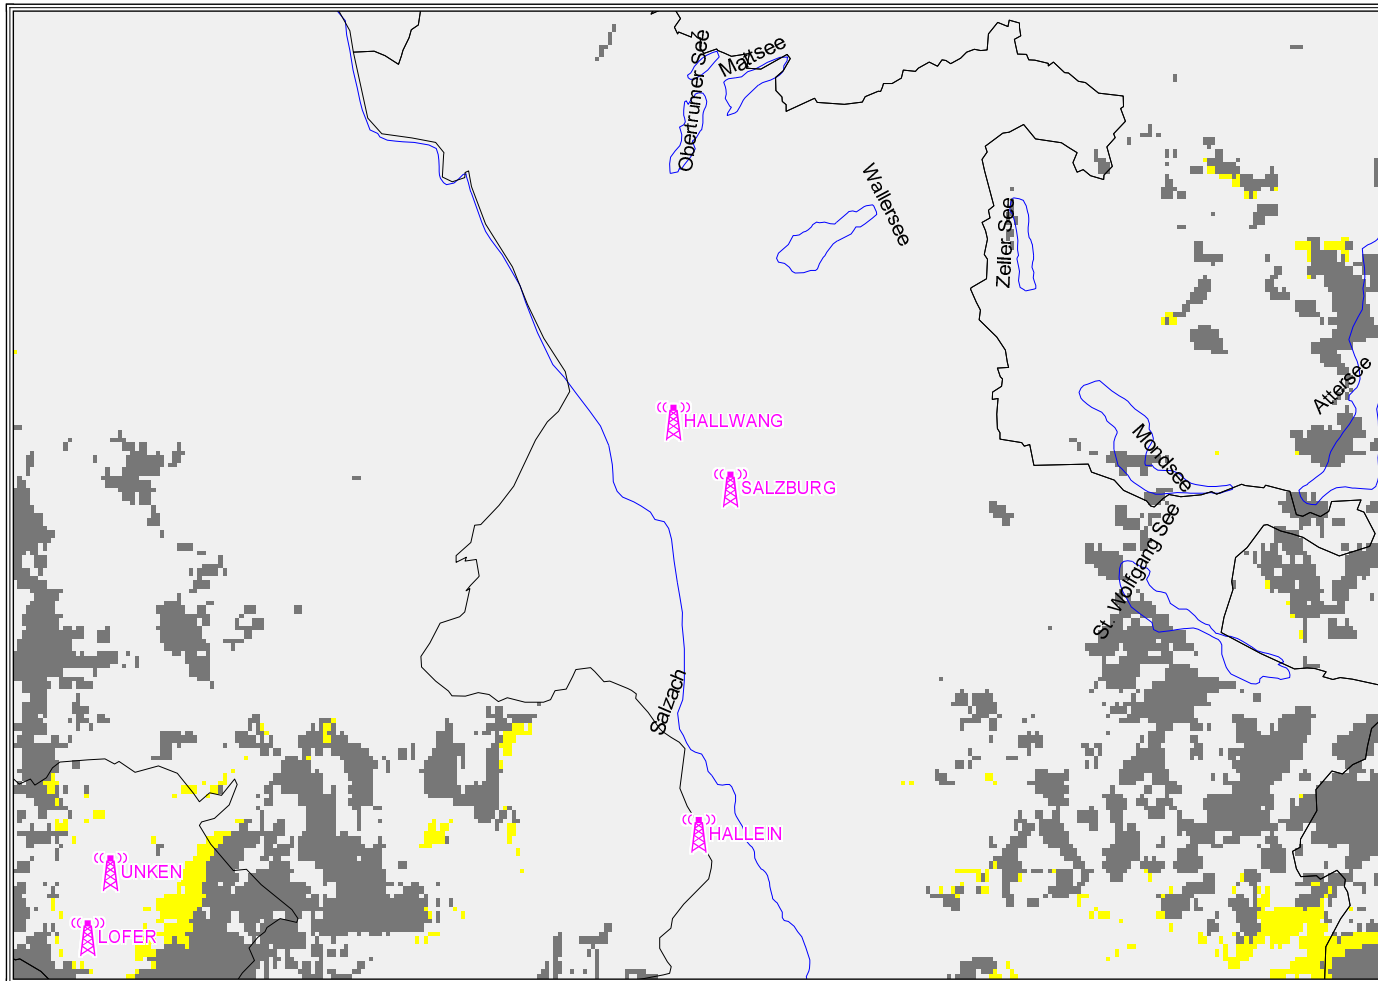 Obertrumer See
Mattsee
Wallersee
Zeller See
Attersee
HALLWANG
Mondsee
SALZBURG
St. Wolfgang See
Salzach
HALLEIN
UNKEN
LOFER